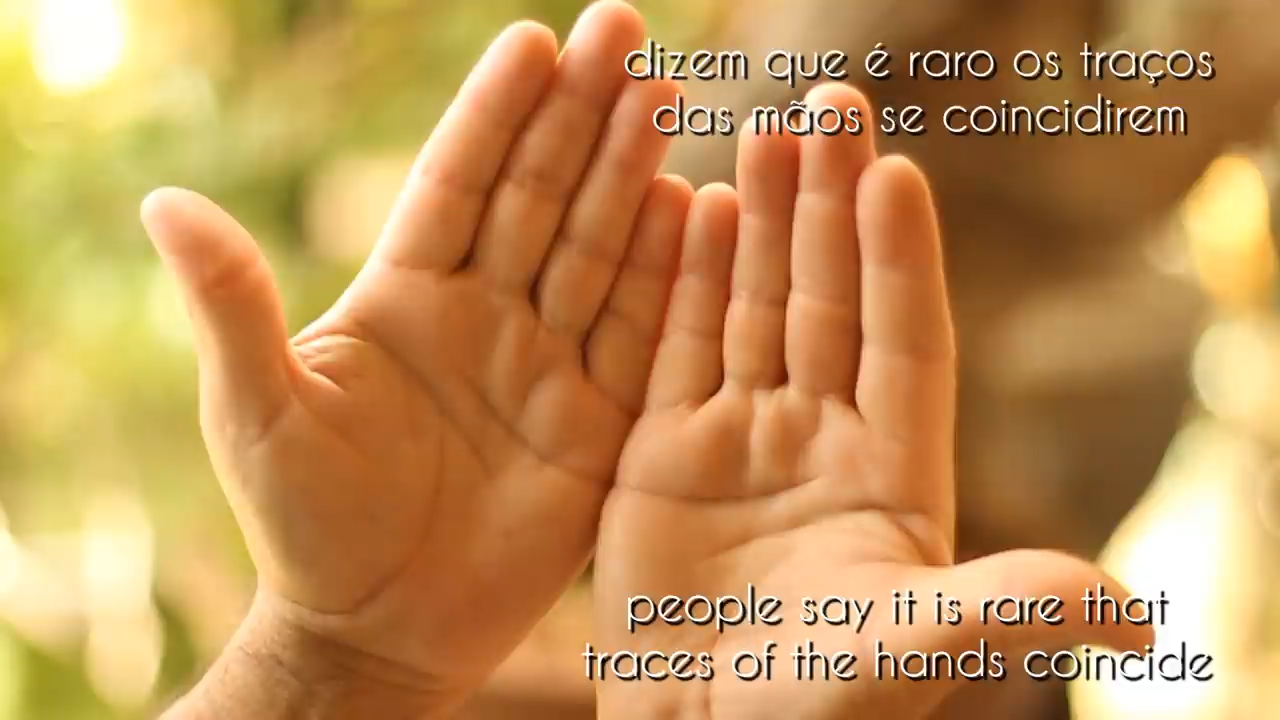 dizem que é raro os traços
das mãos se coincidirem
people say it is rare that
traces of the hands coincide